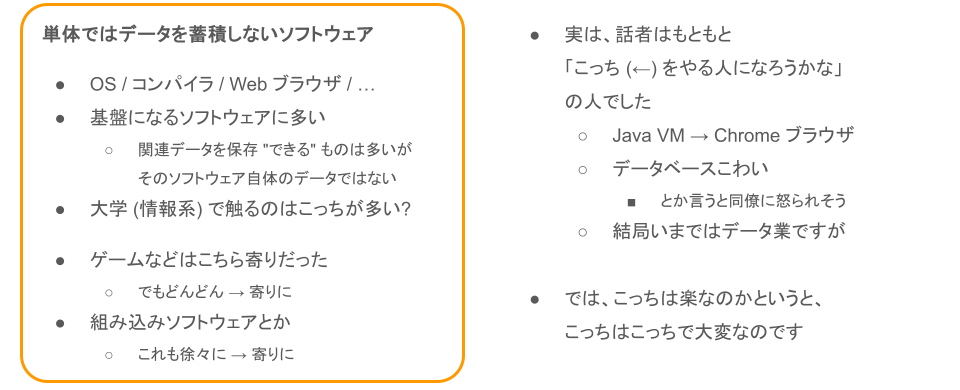 単体ではデータを蓄積しないソフトウェア
● OS / コンパイラ / Web ブラウザ / …
● 基盤になるソフトウェアに多い
○ 関連データを保存 "できる" ものは多いが
そのソフトウェア自体のデータではない
● 大学 (情報系) で触るのはこっちが多い?
● ゲームなどはこちら寄りだった
○ でもどんどん → 寄りに
● 組み込みソフトウェアとか
○ これも徐々に → 寄りに
● 実は、話者はもともと
「こっち (←) をやる人になろうかな」
の人でした
○ Java VM → Chrome ブラウザ
○ データベースこわい
■ とか言うと同僚に怒られそう
○ 結局いまではデータ業ですが
● では、こっちは楽なのかというと、
こっちはこっちで大変なのです